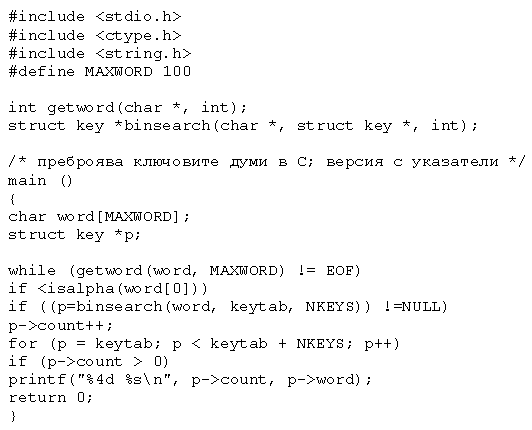 #include <stdio.h>
#include <ctype.h>
#include <string.h>
#define MAXWORD 100
int getword(char *, int);
struct key *binsearch(char *, struct key *, int);
/* преброява ключовите думи в C; версия с указатели */
main ()
{
char word[MAXWORD];
struct key *p;
while (getword(word, MAXWORD) != EOF)
if <isalpha(word[0]))
if ((p=binsearch(word, keytab, NKEYS)) !=NULL)
p->count++;
for (p = keytab; p < keytab + NKEYS; p++)
if (p->count > 0)
printf("%4d %s\n", p->count, p->word);
return 0;
}